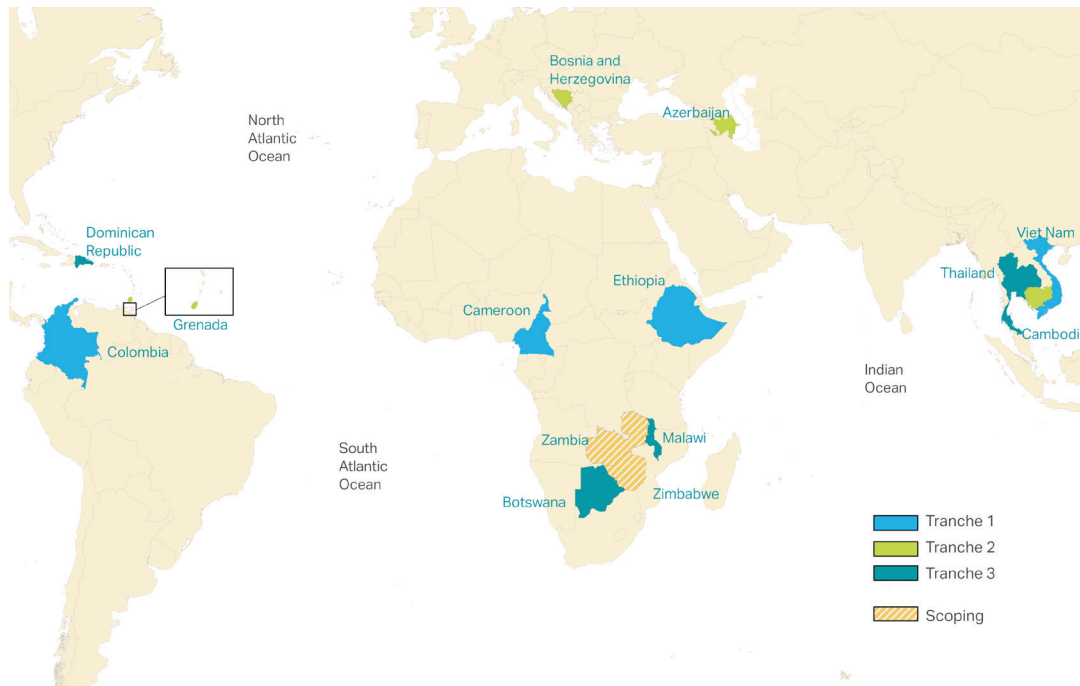 Bosnia and
Herzegovina
Azerbaijan
North
Atlantic
Ocean
Dominican
Republic
Viet Nam
Thailand
Ethiopia
Cameroon
Grenada
Cambodi
Colombia
Indian
Ocean
Zambia
Malawi
South
Atlantic
Ocean
Botswana
Zimbabwe
Tranche 1
Tranche 2
Tranche 3
Scoping